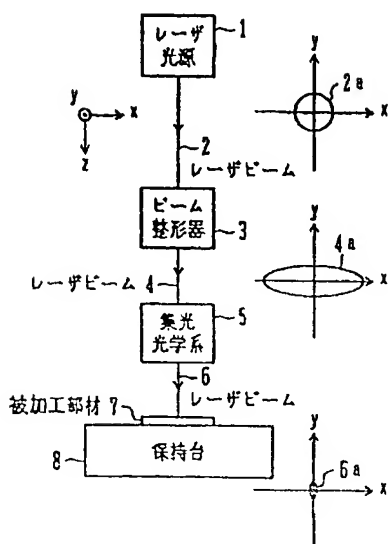 レーザ
光源
1
y
x
z
2
レーザビーム
y
2a
x
ビーム
整形器
3
4
レーザビーム
y
4a
x
集光
光学系
5
6
レーザビーム
被加工部材 7
8
保持台
y
6a
x